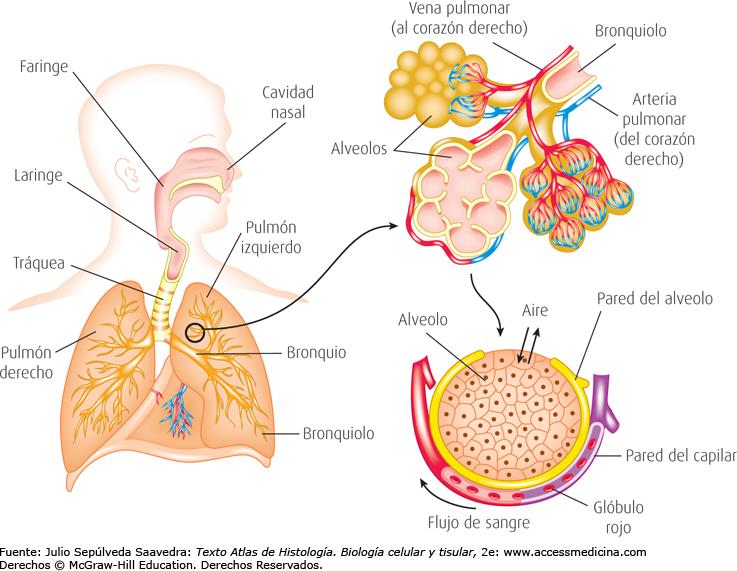 Faringe
Cavidad
nasal
Laringe
Pulmón
izquierdo
Tráquea
Pulmón
derecho
Bronquio
Bronquiolo
Vena pulmonar
(al corazón derecho)
Bronquiolo
Arteria
pulmonar
(del corazón
derecho)
Alveolos
Aire
Pared del alveolo
Alveolo
Pared del capilar
Glóbulo
rojo
Flujo de sangre
Fuente: Julio Sepúlveda Saavedra: Texto Atlas de Histología. Biología celular y tisular, 2e: www.accessmedicina.com
Derechos © McGraw-Hill Education. Derechos Reservados.